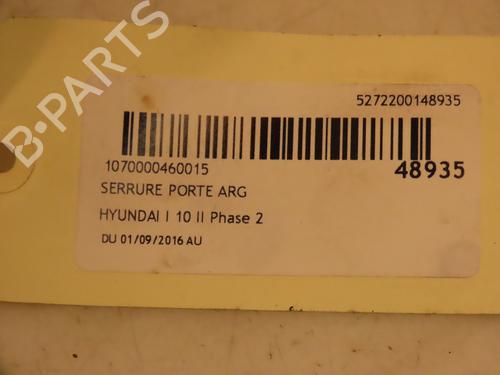 5272200148935
1070000460015
48935
SERRURE PORTE ARG
HYUNDAI I 10 II Phase 2
DU 01/09/2016 AU
B-PARTS